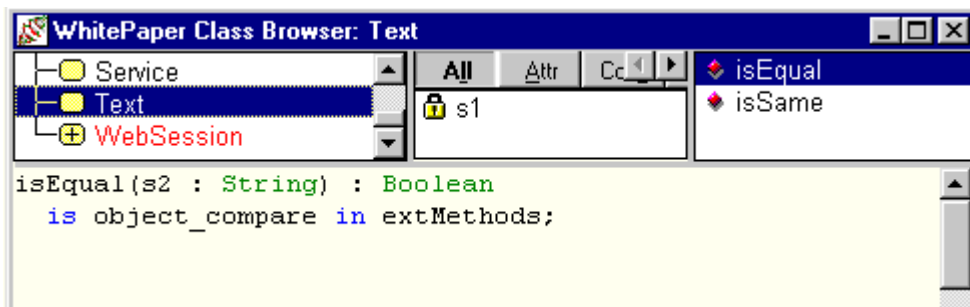 WhitePaper Class Browser: Text
Service
Text
WebSession
All Attr
s1
isEqual
isSame
isEqual(s2 : String) : Boolean
is object_compare in extMethods;